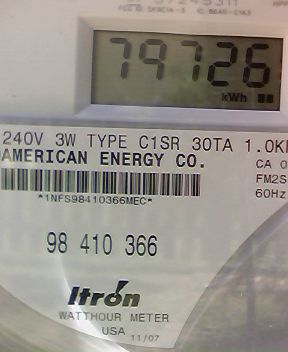 79726
kWh
240V 3W TYPE C1SR 30TA 1.0K
AMERICAN ENERGY CO.
CA 0
FM2S
60Hz
*1NFS98410366MEC*
98 410 366
Itron
WATTHOUR METER
USA 11/07